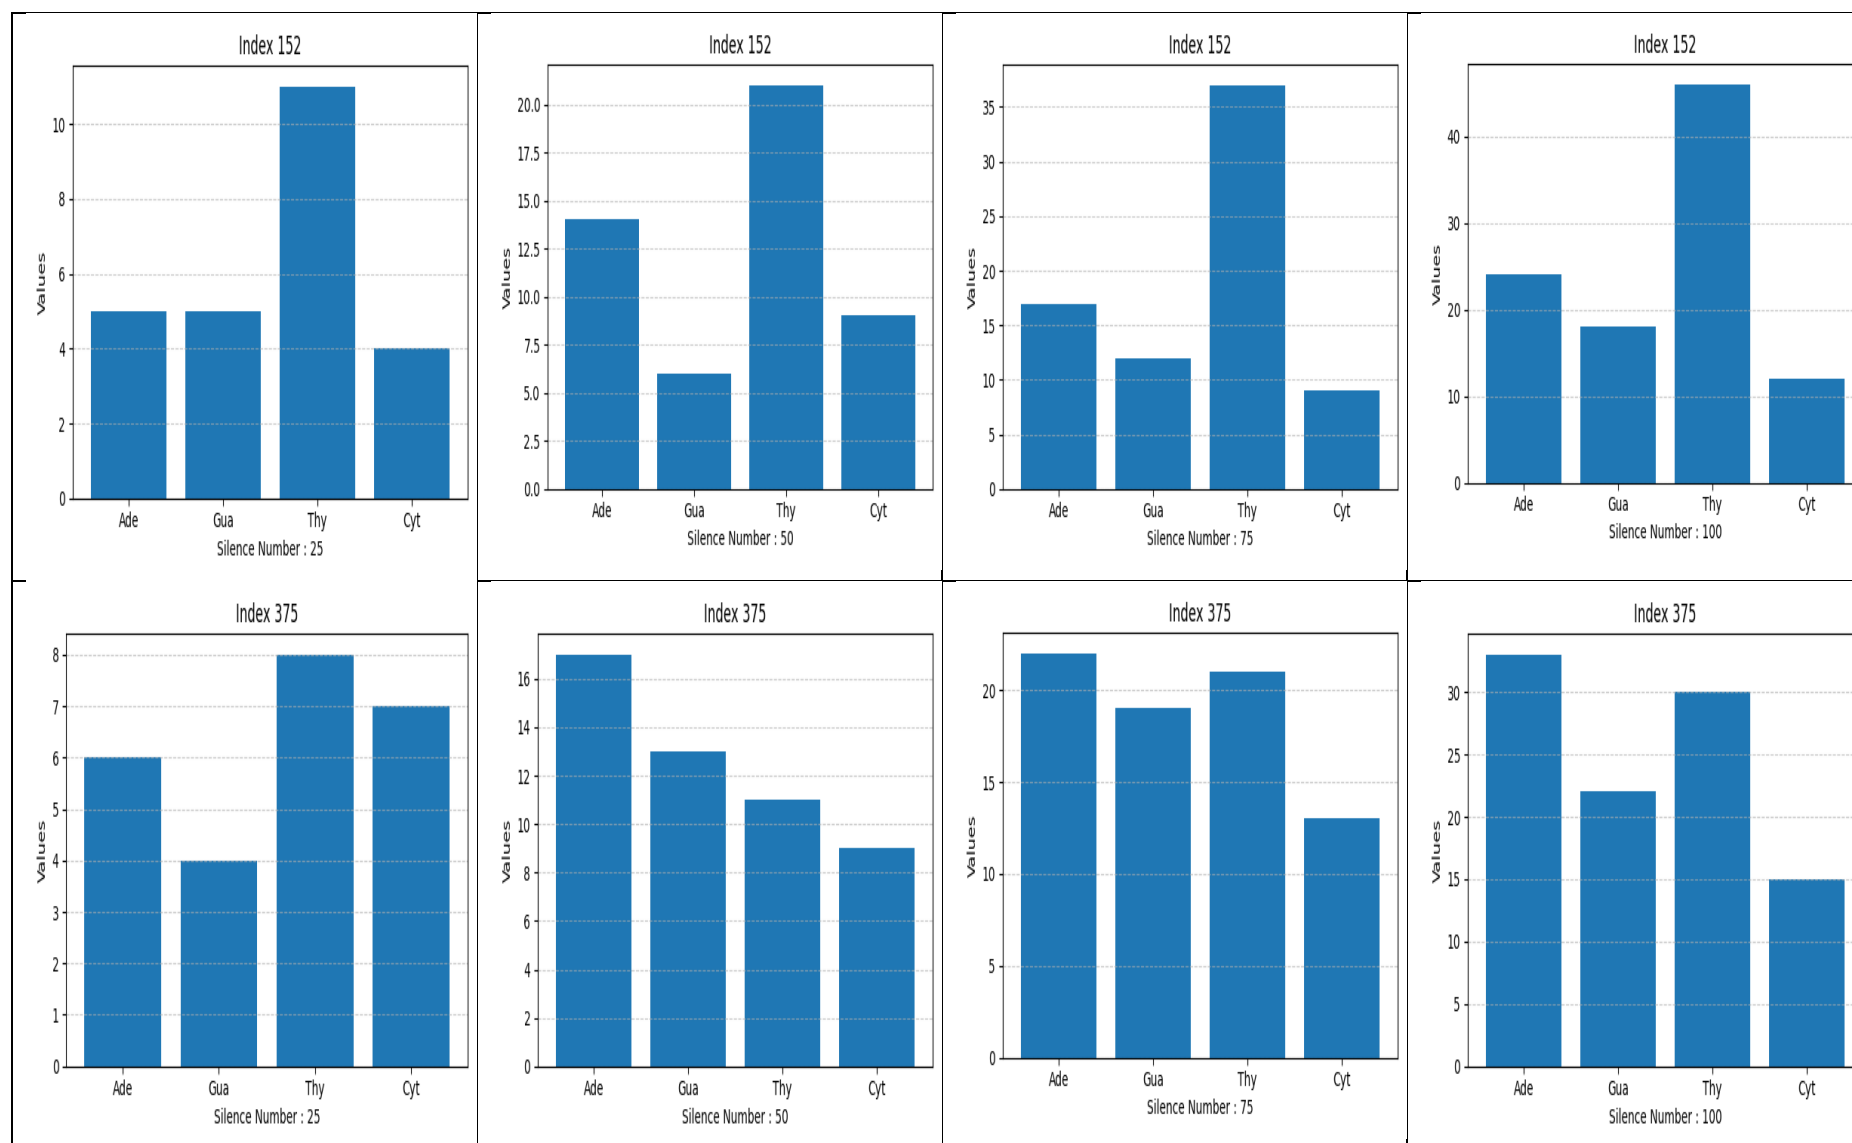 Index 152
Values
10
8
6
4
2
0
Ade Gua Thy Cyt
Silence Number : 25
Index 152
Values
20.0
17.5
15.0
12.5
10.0
7.5
5.0
2.5
0.0
Ade Gua Thy Cyt
Silence Number : 50
Index 152
Values
35
30
25
20
15
10
5
0
Ade Gua Thy Cyt
Silence Number : 75
Index 152
Values
40
30
20
10
0
Ade Gua Thy Cyt
Silence Number : 100
Index 375
Values
8
7
6
5
4
3
2
1
0
Ade Gua Thy Cyt
Silence Number : 25
Index 375
Values
16
14
12
10
8
6
4
2
0
Ade Gua Thy Cyt
Silence Number : 50
Index 375
Values
20
15
10
5
0
Ade Gua Thy Cyt
Silence Number : 75
Index 375
Values
30
25
20
15
10
5
0
Ade Gua Thy Cyt
Silence Number : 100